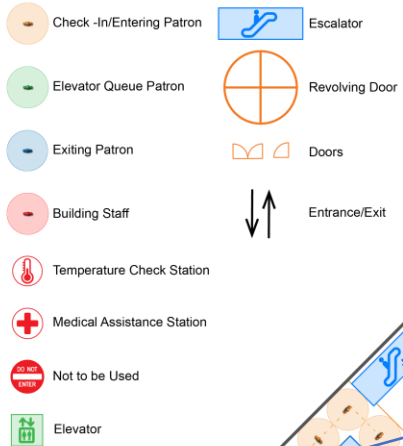 Check -In/Entering Patron
Escalator
Elevator Queue Patron
Revolving Door
Exiting Patron
Doors
Building Staff
Entrance/Exit
Temperature Check Station
Medical Assistance Station
DO NOT
ENTER
Not to be Used
Elevator